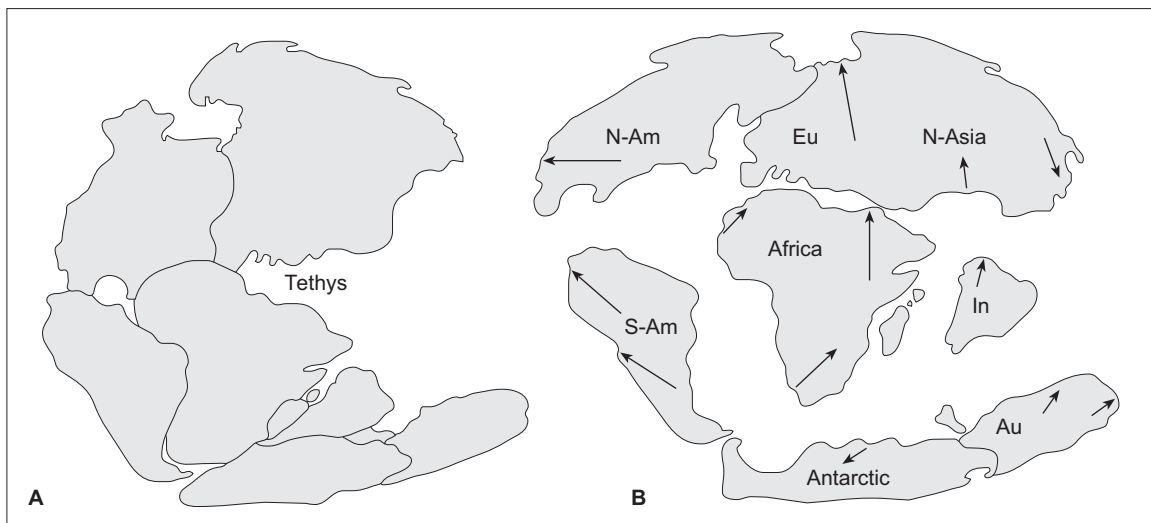 Tethys
A
N-Am
Eu
N-Asia
Africa
S-Am
In
Au
Antarctic
B